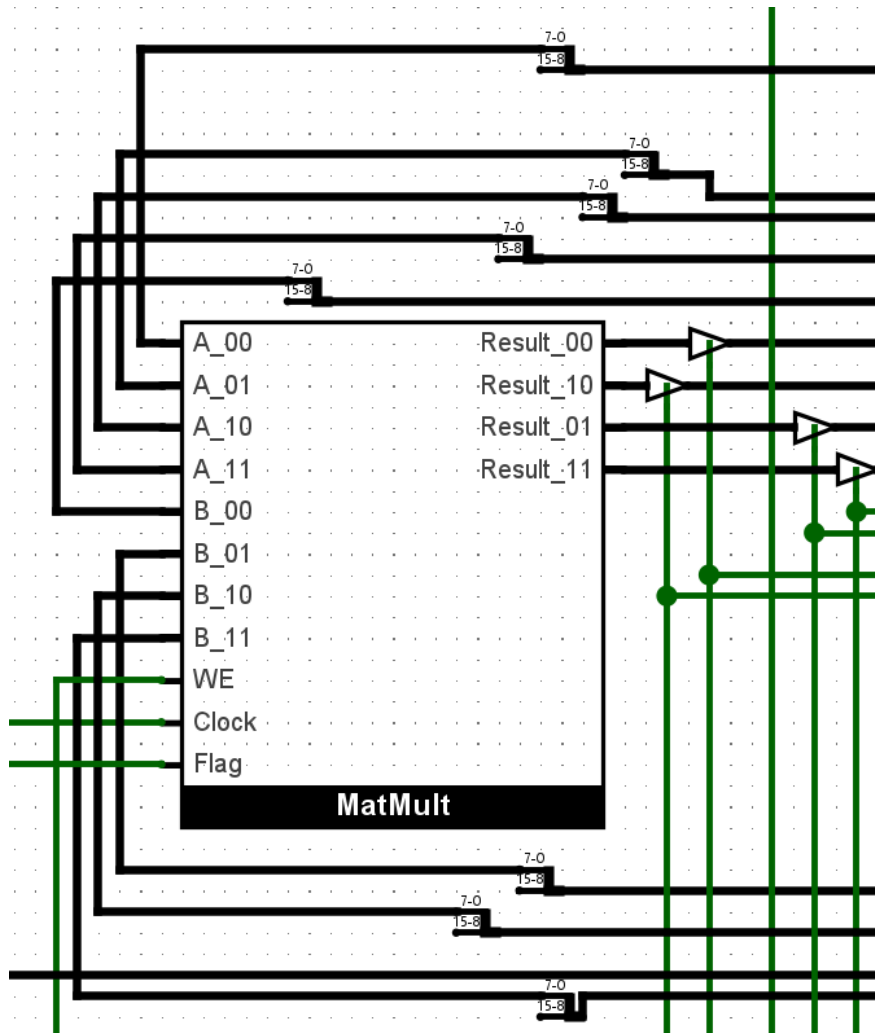 7-0
15-8
7-0
15-8
7-0
15-8
7-0
15-8
7-0
15-8
A_00 Result_00
A_01 Result_10
A_10 Result_01
A_11 Result_11
B_00
B_01
B_10
B_11
WE
Clock
Flag
MatMult
7-0
15-8
7-0
15-8
7-0
15-8